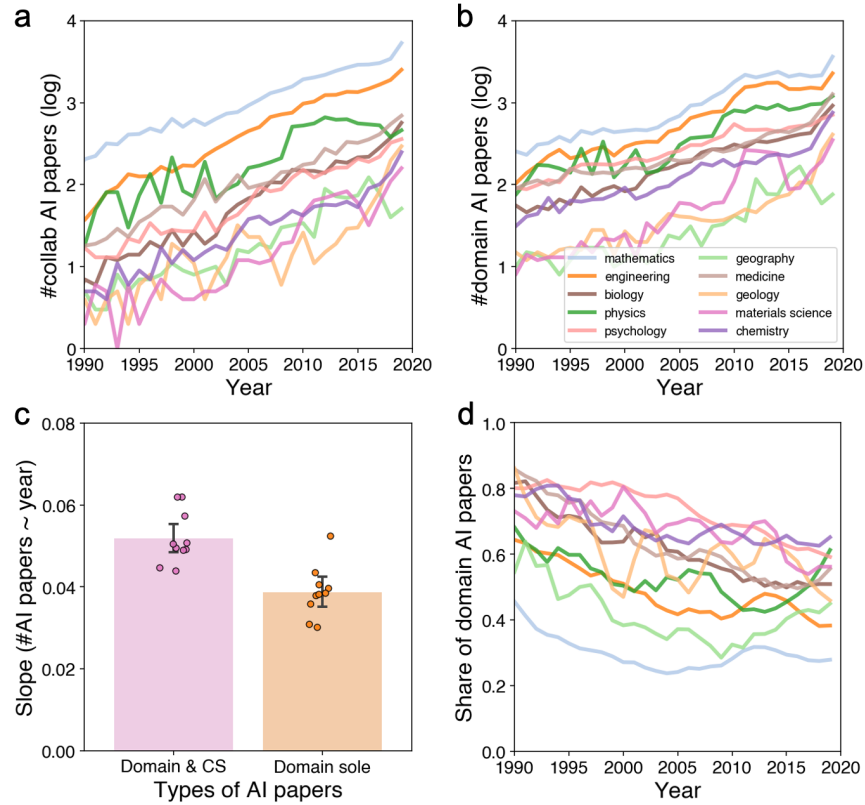 a
#collab AI papers (log)
4
3
2
1
0
1990 1995 2000 2005 2010 2015 2020
Year
b
#domain AI papers (log)
4
3
2
1
0
mathematics
engineering
biology
physics
psychology
geography
medicine
geology
materials science
chemistry
1990 1995 2000 2005 2010 2015 2020
Year
c
Slope (#AI papers ~ year)
0.08
0.06
0.04
0.02
0.00
Domain & CS
Domain sole
Types of AI papers
d
Share of domain AI papers
1.0
0.8
0.6
0.4
0.2
0.0
1990 1995 2000 2005 2010 2015 2020
Year